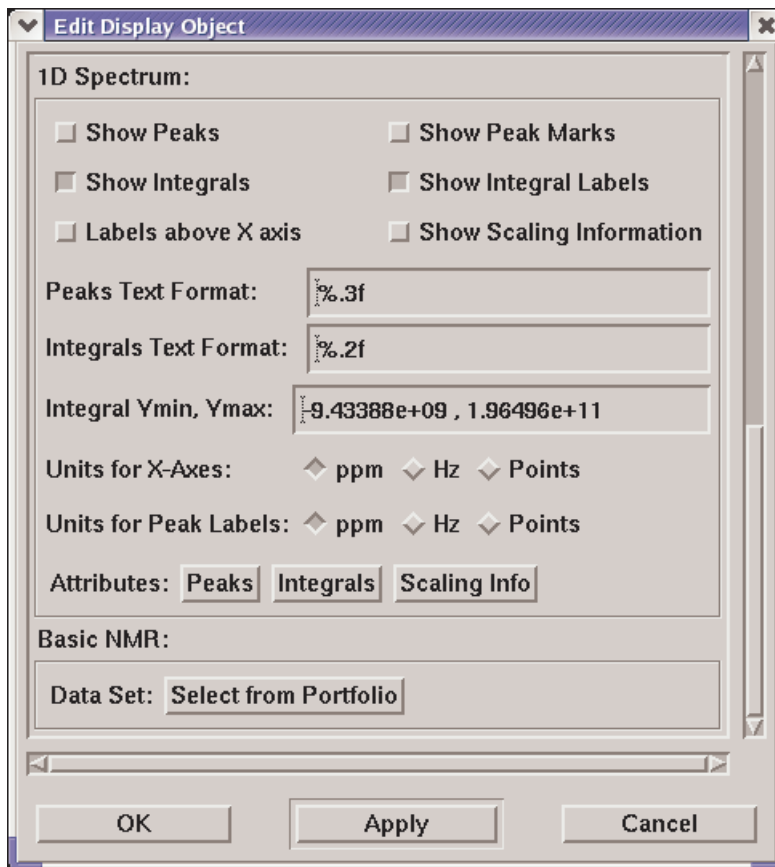 Edit Display Object
1D Spectrum:
Show Peaks Show Peak Marks
Show Integrals Show Integral Labels
Labels above X axis Show Scaling Information
Peaks Text Format: %.3f
Integrals Text Format: %.2f
Integral Ymin, Ymax: -9.43388e+09 , 1.96496e+11
Units for X-Axes: ppm Hz Points
Units for Peak Labels: ppm Hz Points
Attributes: Peaks Integrals Scaling Info
Basic NMR:
Data Set: Select from Portfolio
OK Apply Cancel